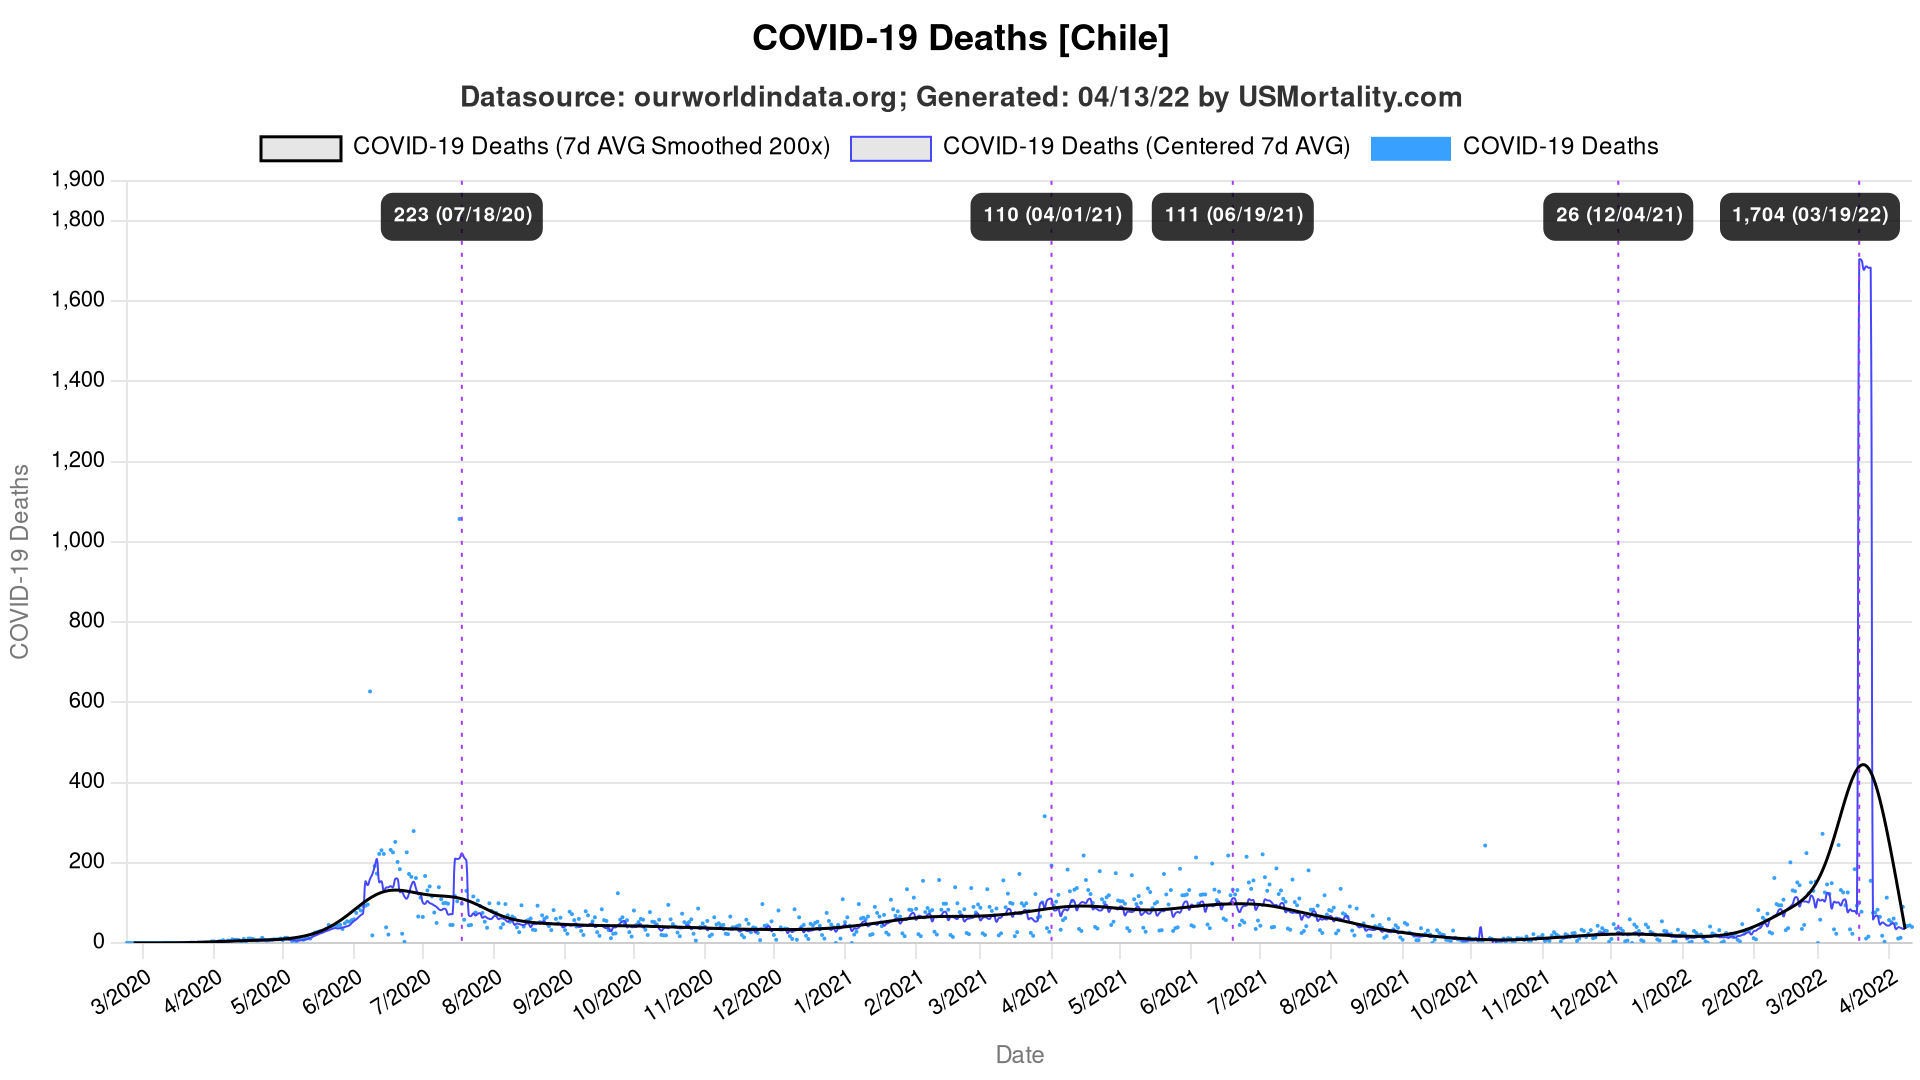 COVID-19 Deaths [Chile]
Datasource: ourworldindata.org; Generated: 04/13/22 by USMortality.com
COVID-19 Deaths (7d AVG Smoothed 200x) COVID-19 Deaths (Centered 7d AVG) COVID-19 Deaths
1,900
1,800
1,600
1,400
1,200
1,000
800
600
400
200
0
COVID-19 Deaths
223 (07/18/20) 110 (04/01/21) 111 (06/19/21) 26 (12/04/21) 1,704 (03/19/22)
3/2020 4/2020 5/2020 6/2020 7/2020 8/2020 9/2020 10/2020 11/2020 12/2020 1/2021 2/2021 3/2021 4/2021 5/2021 6/2021 7/2021 8/2021 9/2021 10/2021 11/2021 12/2021 1/2022 2/2022 3/2022 4/2022
Date